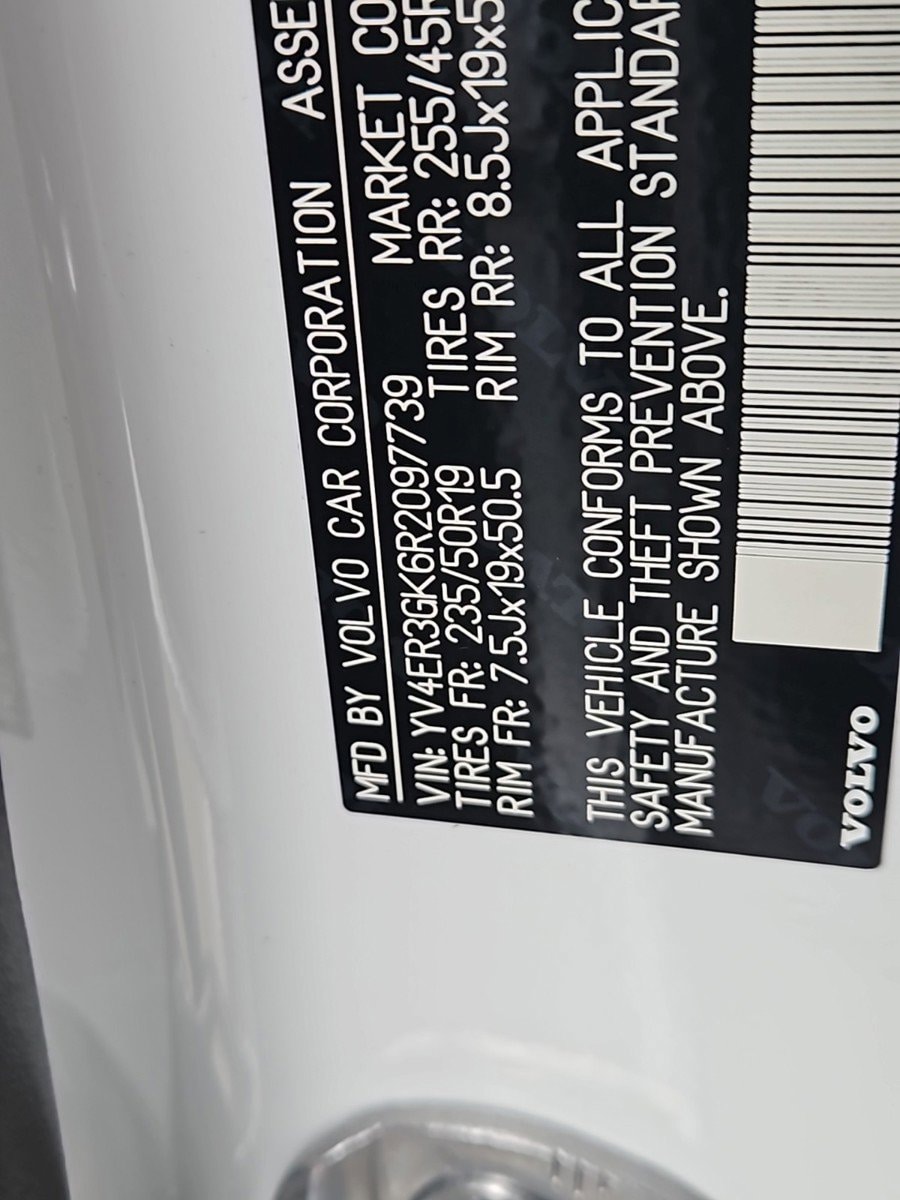 MFD BY VOLVO CAR CORPORATION ASSE
VIN: YV4ER3GK6R2097739 MARKET CO
TIRES FR: 235/50R19 TIRES RR: 255/45R
RIM FR: 7.5Jx19x50.5 RIM RR: 8.5Jx19x5
THIS VEHICLE CONFORMS TO ALL APPLIC
SAFETY AND THEFT PREVENTION STANDAR
MANUFACTURE SHOWN ABOVE.
VOLVO